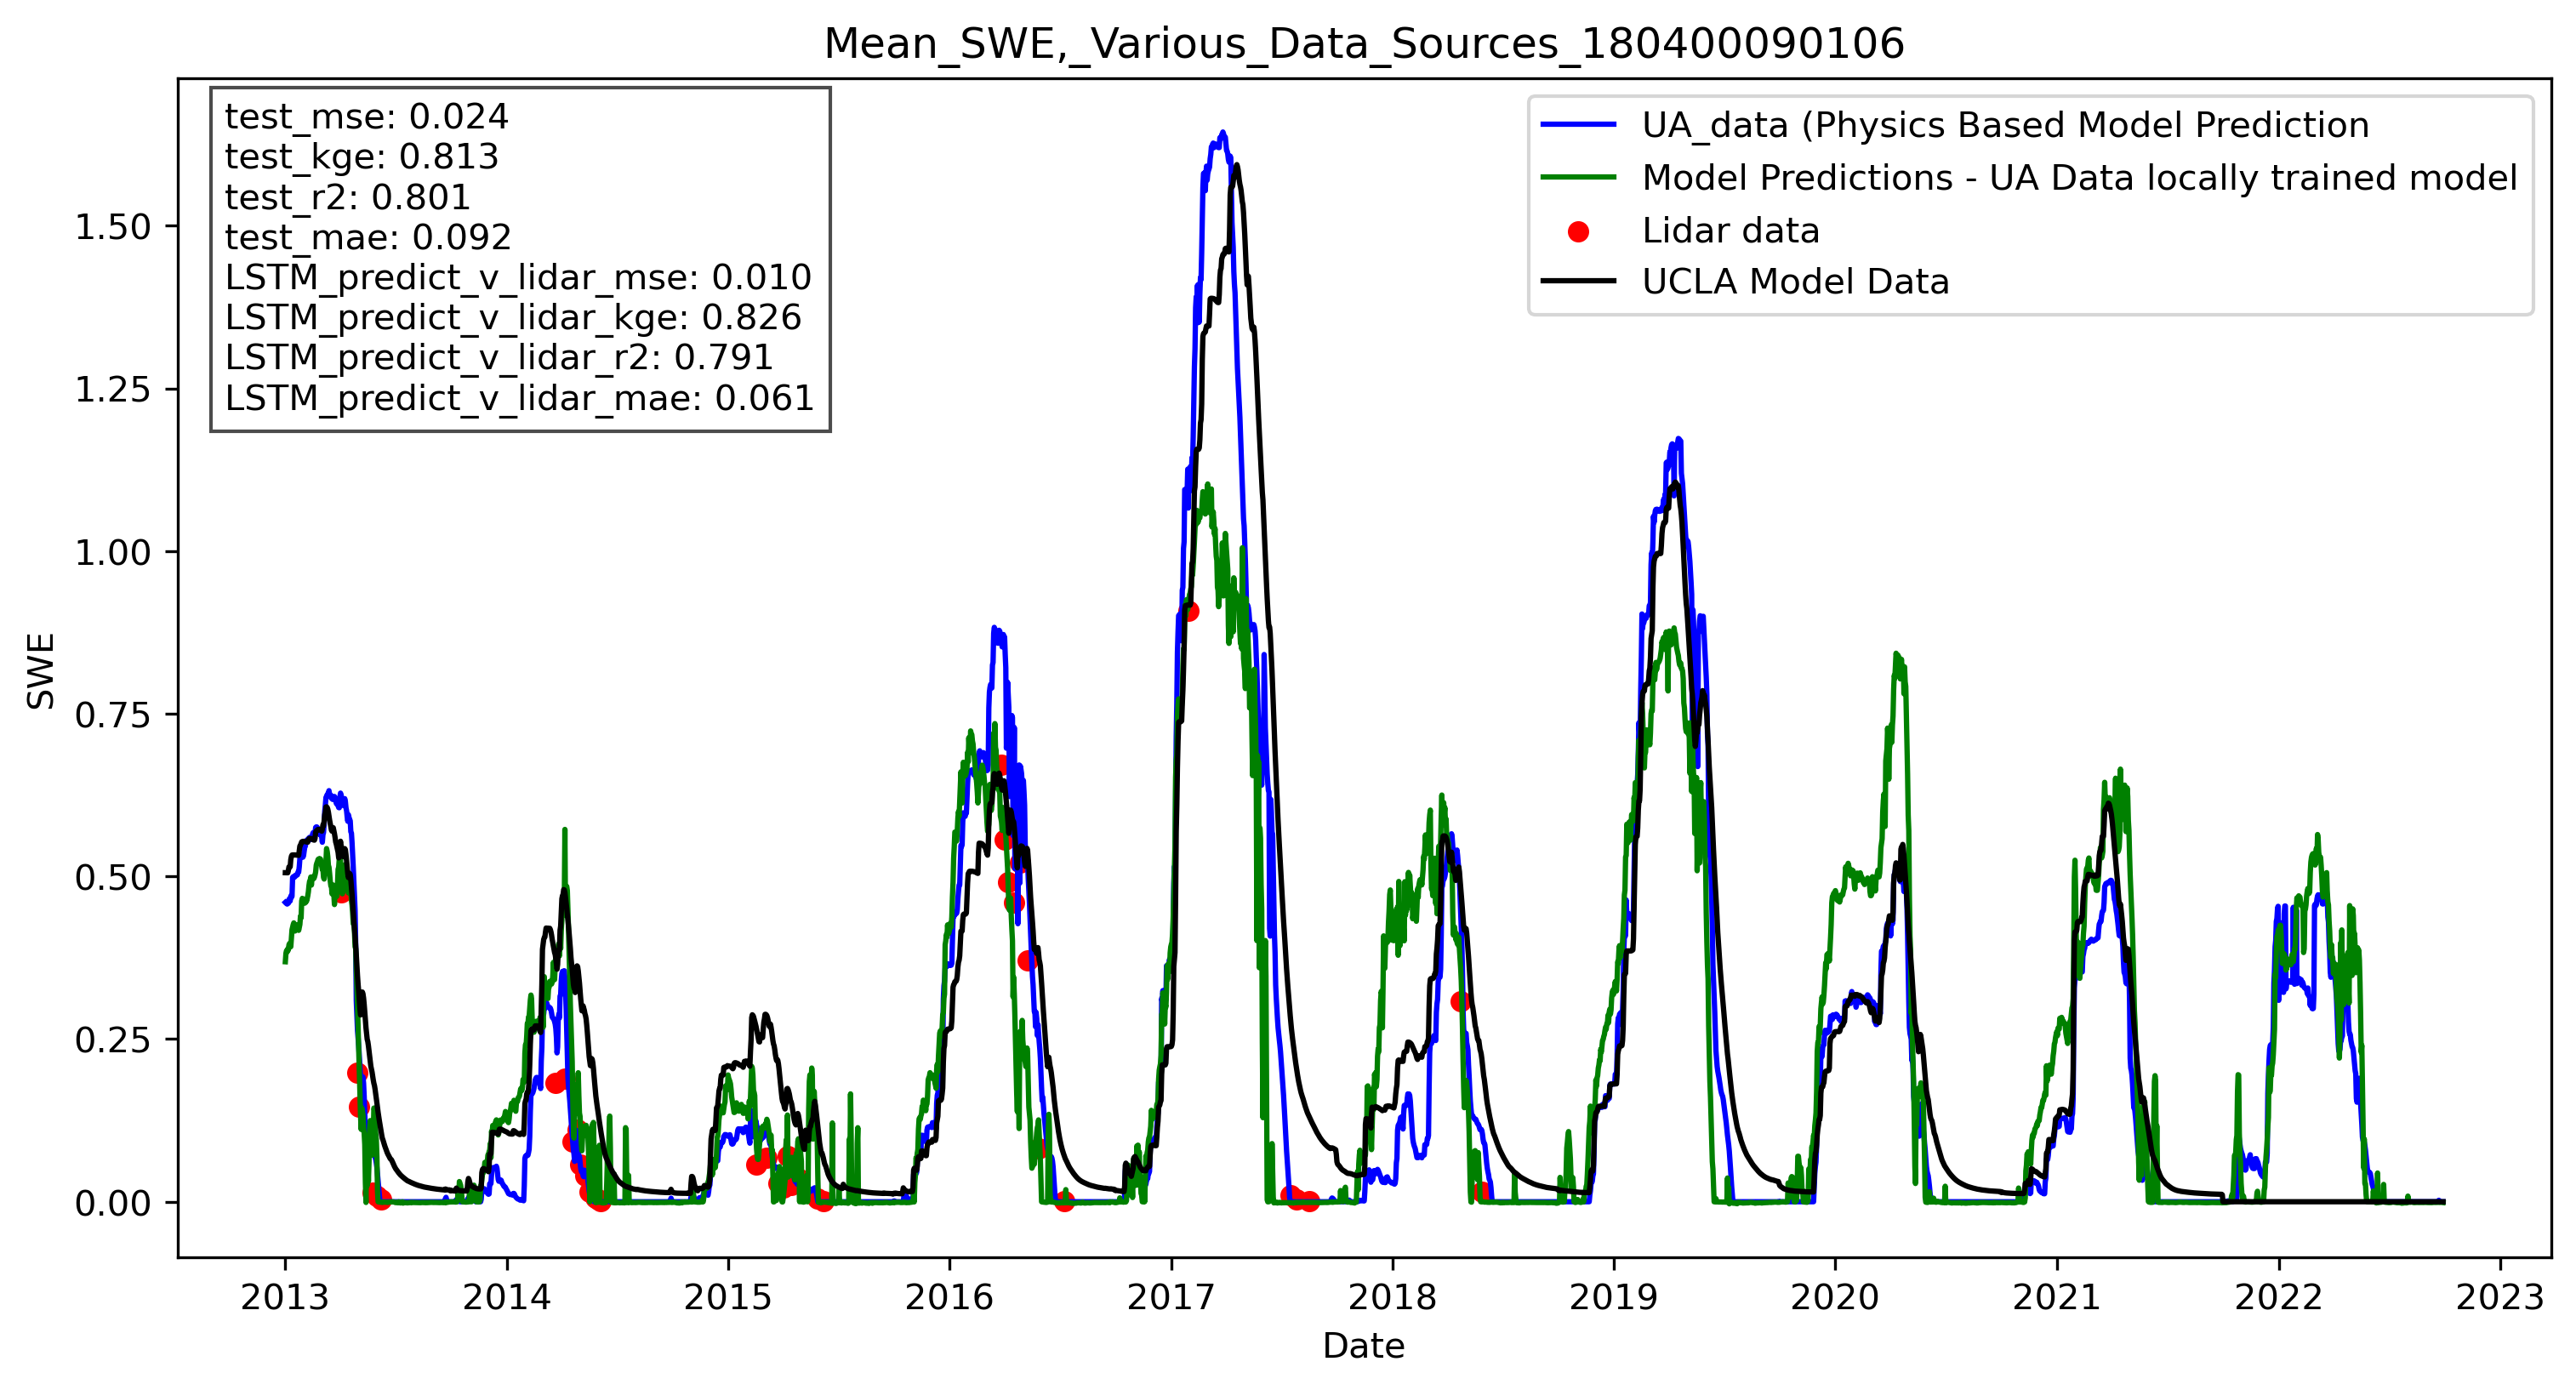 Mean_SWE,_Various_Data_Sources_180400090106
test_mse: 0.024
test_kge: 0.813
test_r2: 0.801
test_mae: 0.092
LSTM_predict_v_lidar_mse: 0.010
LSTM_predict_v_lidar_kge: 0.826
LSTM_predict_v_lidar_r2: 0.791
LSTM_predict_v_lidar_mae: 0.061
UA_data (Physics Based Model Prediction
Model Predictions - UA Data locally trained model
Lidar data
UCLA Model Data
SWE
1.50
1.25
1.00
0.75
0.50
0.25
0.00
2013 2014 2015 2016 2017 2018 2019 2020 2021 2022 2023
Date